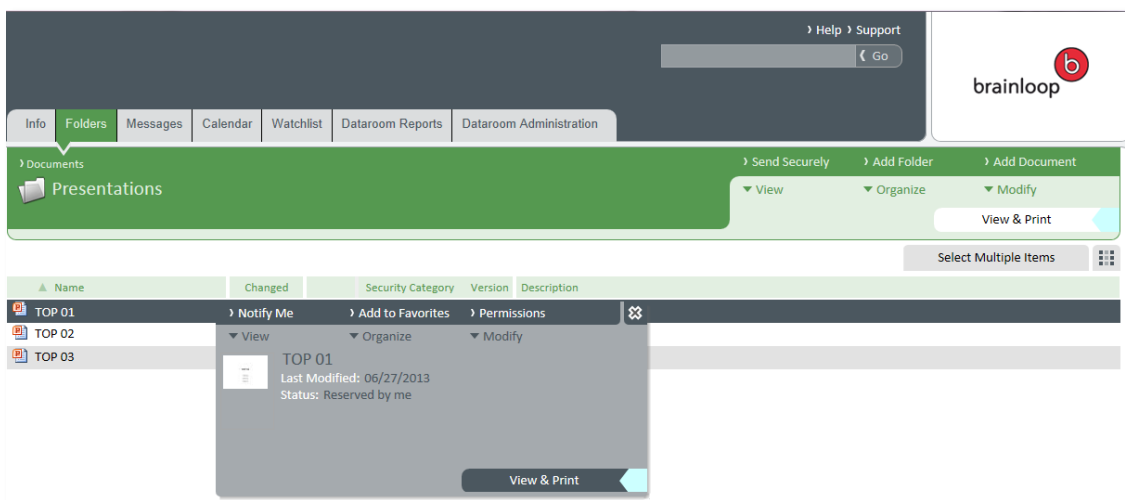 Help Support
Go
b
brainloop
Info Folders Messages Calendar Watchlist Dataroom Reports Dataroom Administration
Documents
Send Securely Add Folder Add Document
Presentations
View Organize Modify
View & Print
Select Multiple Items
Name Changed Security Category Version Description
TOP 01
Notify Me Add to Favorites Permissions
TOP 02
View Organize Modify
TOP 03
TOP 01
Last Modified: 06/27/2013
Status: Reserved by me
View & Print